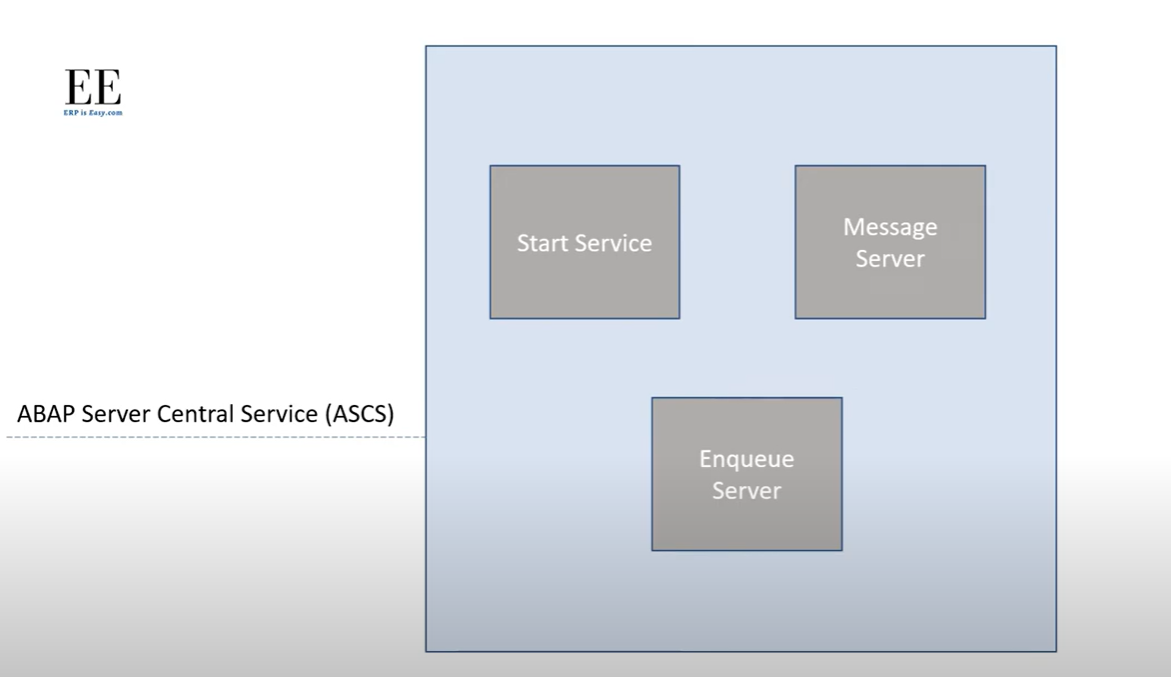 EE
ERP is Easy.com
Start Service
Message
Server
ABAP Server Central Service (ASCS)
Enqueue
Server